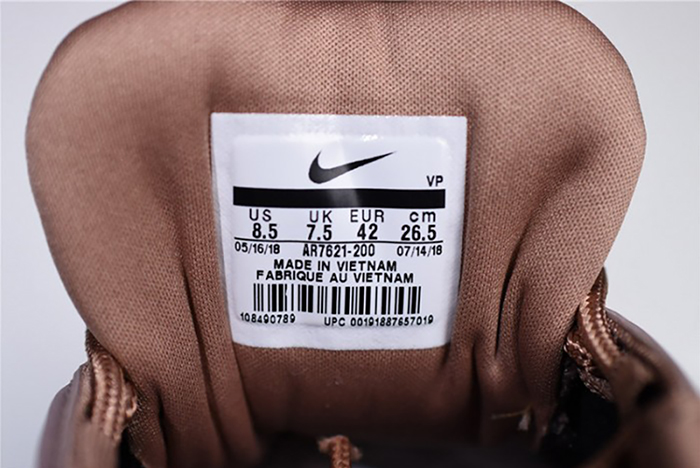 VP
US UK EUR cm
8.5 7.5 42 26.5
05/16/18 AR7621-200 07/14/18
MADE IN VIETNAM
FABRIQUE AU VIETNAM
108490789 UPC 00191887657019